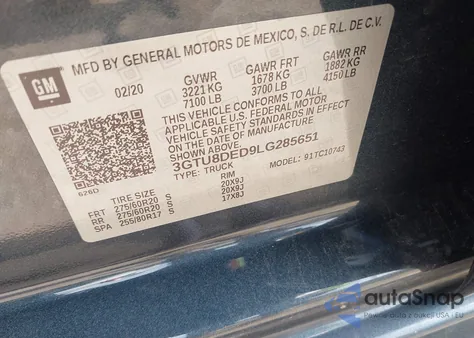 GM
MFD BY GENERAL MOTORS DE MEXICO, S. DE R.L. DE C.V.
02/20
GVWR GAWR FRT GAWR RR
3221 KG 1678 KG 1882 KG
7100 LB 3700 LB 4150 LB
THIS VEHICLE CONFORMS TO ALL
APPLICABLE U.S. FEDERAL MOTOR
VEHICLE SAFETY AND BUMPER
STANDARDS IN EFFECT ON THE DATE
OF MANUFACTURE SHOWN ABOVE.
3GTU8DED9LG285651
TYPE: TRUCK MODEL: 91TC10743
626D
TIRE SIZE RIM
FRT 275/60R20 S 20X9J
RR 275/60R20 S 20X9J
SPA 255/80R17 S 17X8J
autoSnap